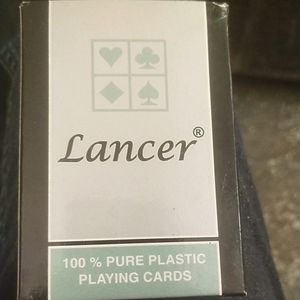 Lancer®
100 % PURE PLASTIC
PLAYING CARDS